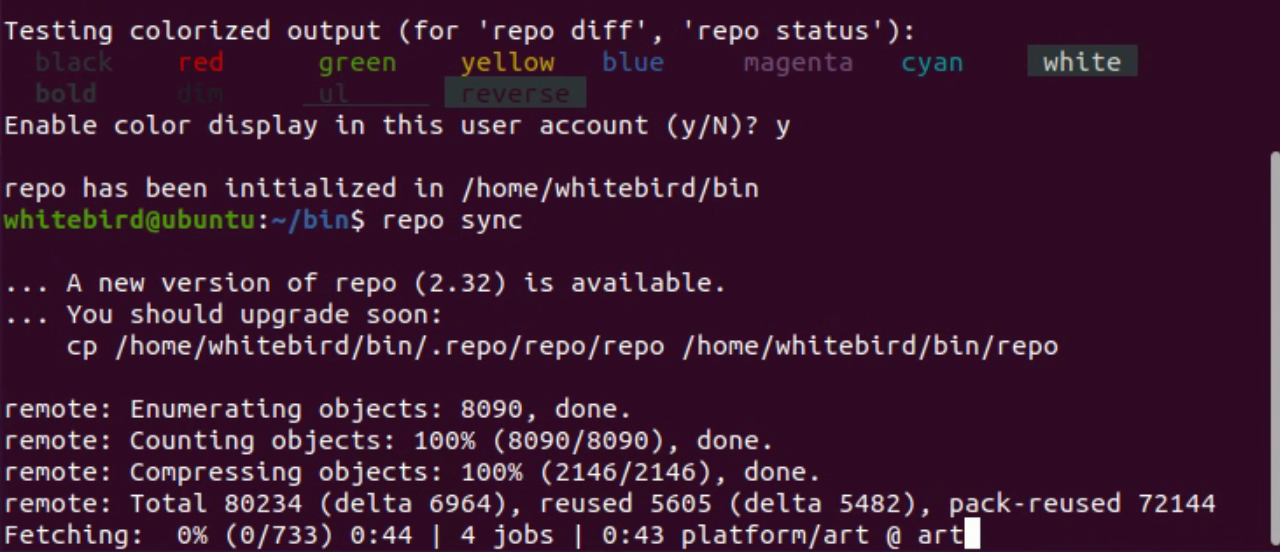 Testing colorized output (for 'repo diff', 'repo status'):
black red green yellow blue magenta cyan white
bold dim ul reverse
Enable color display in this user account (y/N)? y
repo has been initialized in /home/whitebird/bin
whitebird@ubuntu:~/bin$ repo sync
... A new version of repo (2.32) is available.
... You should upgrade soon:
cp /home/whitebird/bin/.repo/repo/repo /home/whitebird/bin/repo
remote: Enumerating objects: 8090, done.
remote: Counting objects: 100% (8090/8090), done.
remote: Compressing objects: 100% (2146/2146), done.
remote: Total 80234 (delta 6964), reused 5605 (delta 5482), pack-reused 72144
Fetching: 0% (0/733) 0:44 | 4 jobs | 0:43 platform/art @ art